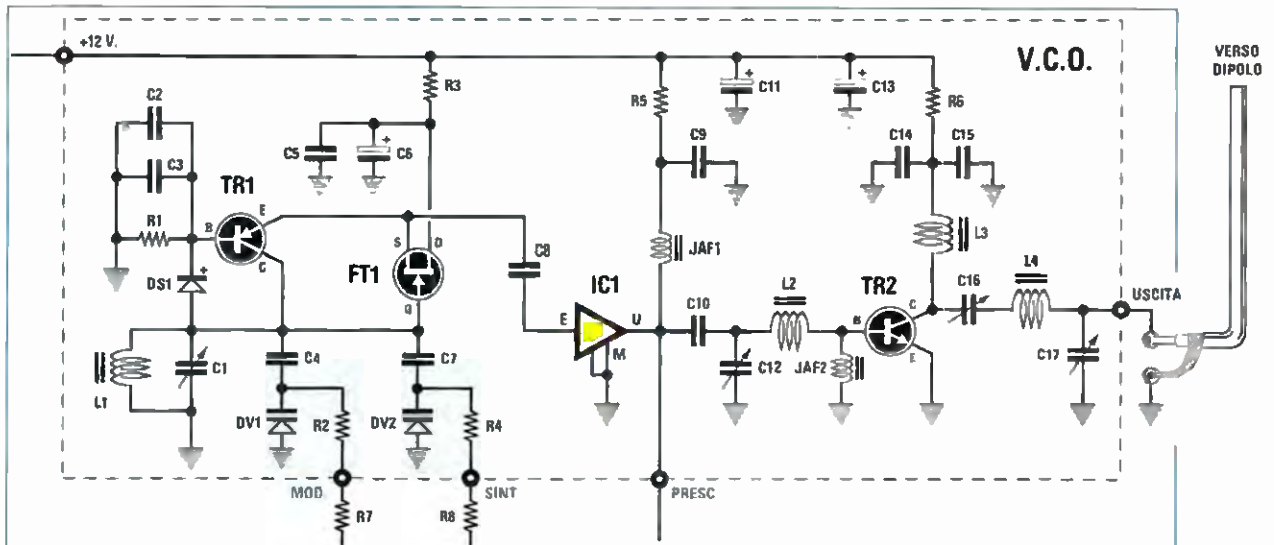 +12 V.
V.C.O.
VERSO
DIPOLO
C2
R3
R5
C11
C13
R6
C3
C5
C6
C9
C14
C15
TR1
R1
B
E
C
S
D
JAF1
L3
DS1
FT1
G
C8
IC1
L2
TR2
C16
L4
USCITA
E
U
M
C10
B
C
E
L1
C1
C4
C7
C12
JAF2
C17
DV1
R2
DV2
R4
MOD
SINT
PRESC
R7
R8